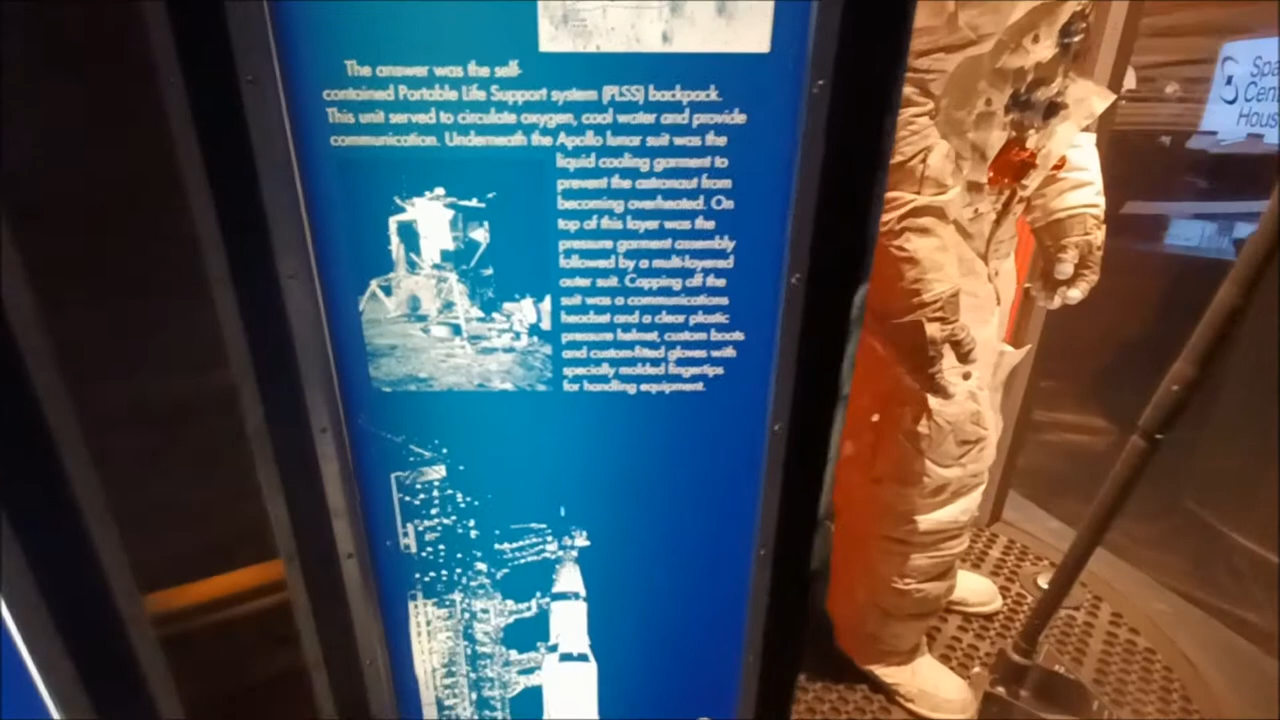 The answer was the self-
contained Portable Life Support system (PLSS) backpack.
This unit served to circulate oxygen, cool water and provide
communication. Underneath the Apollo lunar suit was the
liquid cooling garment to
prevent the astronaut from
becoming overheated. On
top of this layer was the
pressure garment assembly
followed by a multi-layered
outer suit. Capping off the
suit was a communications
headset and a clear plastic
pressure helmet, custom boots
and custom-fitted gloves with
specially molded fingertips
for handling equipment.
Spa
Cen
Hous